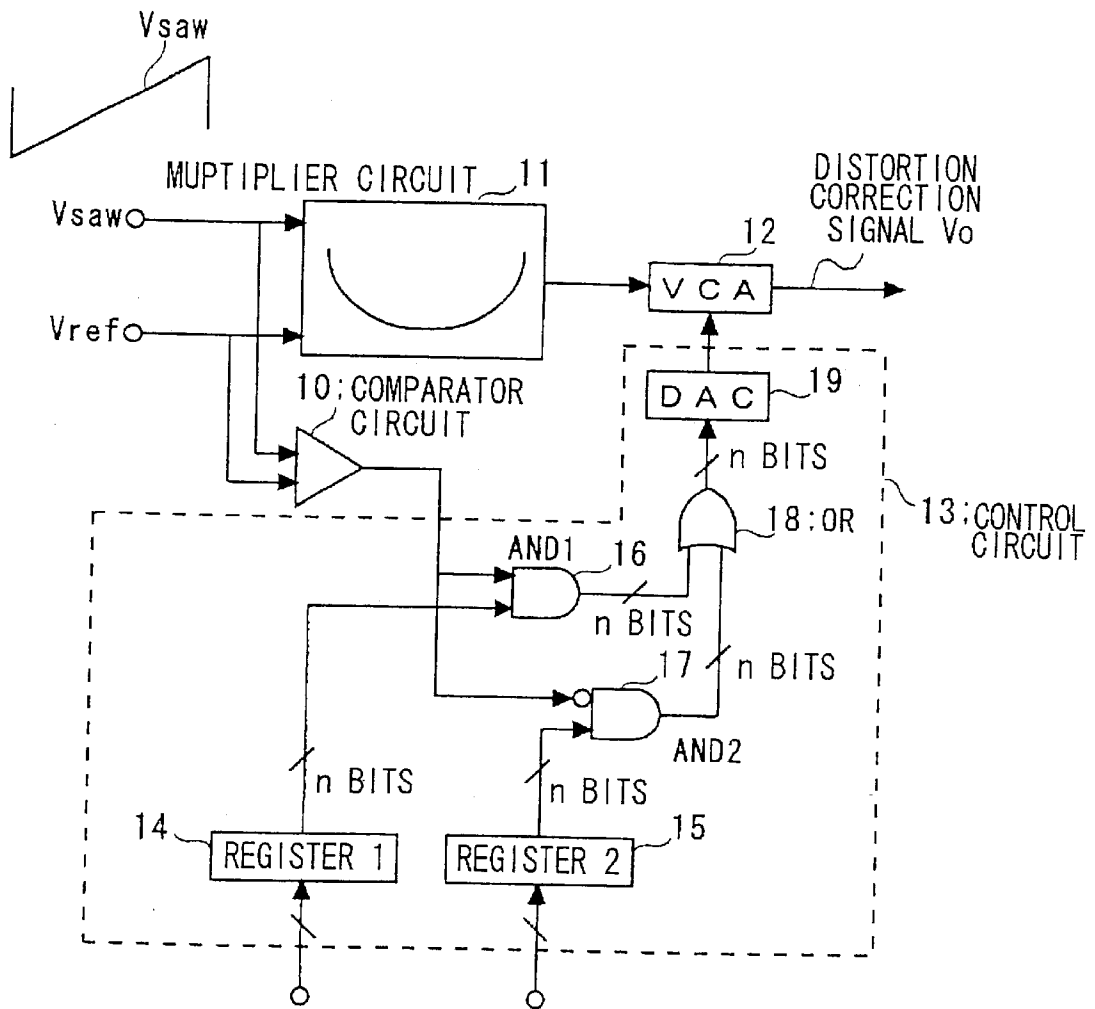 Vsaw
MUPTIPLIER CIRCUIT 11
Vsaw
Vref
DISTORTION
CORRECTION
SIGNAL Vo
12
VCA
10:COMPARATOR
CIRCUIT
DAC
19
n BITS
18:OR
13:CONTROL
CIRCUIT
AND1
16
n BITS
17
n BITS
AND2
n BITS
n BITS
14
REGISTER 1
15
REGISTER 2